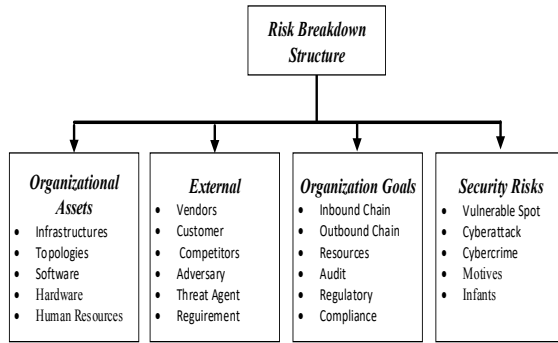 Risk Breakdown
Structure
Organizational
Assets
• Infrastructures
• Topologies
• Software
• Hardware
• Human Resources
External
• Vendors
• Customer
• Competitors
• Adversary
• Threat Agent
• Reguirement
Organization Goals
• Inbound Chain
• Outbound Chain
• Resources
• Audit
• Regulatory
• Compliance
Security Risks
• Vulnerable Spot
• Cyberattack
• Cybercrime
• Motives
• Infants